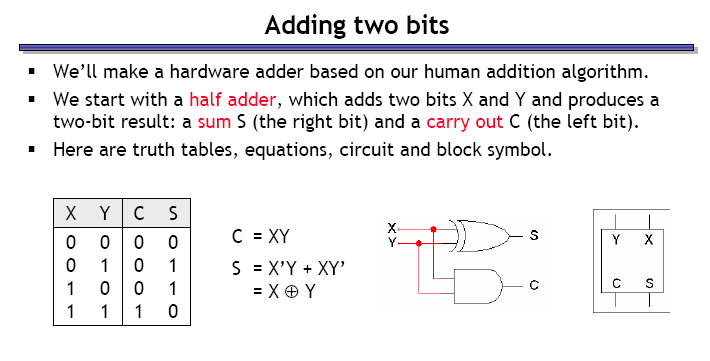 Adding two bits
▪ We’ll make a hardware adder based on our human addition algorithm.
▪ We start with a half adder, which adds two bits X and Y and produces a
two-bit result: a sum S (the right bit) and a carry out C (the left bit).
▪ Here are truth tables, equations, circuit and block symbol.
X Y C S
0 0 0 0
0 1 0 1
1 0 0 1
1 1 1 0
C = XY
S = X’Y + XY’
= X ⊕ Y
X
Y
S
C
Y X
C S